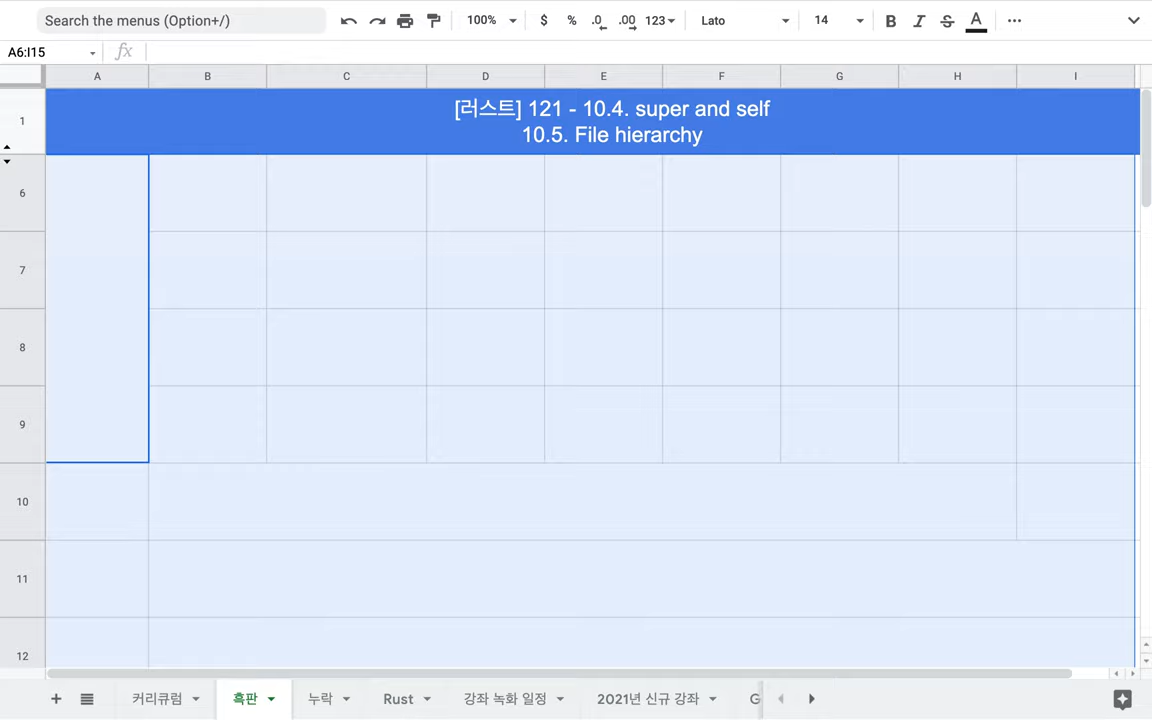 Search the menus (Option+/)
100%
$ % .0 .00 123
Lato
14
B I S A
A6:I15
fx
A B C D E F G H I
1
[러스트] 121 - 10.4. super and self
10.5. File hierarchy
6
7
8
9
10
11
12
커리큘럼 흑판 누락 Rust 강좌 녹화 일정 2021년 신규 강좌 G